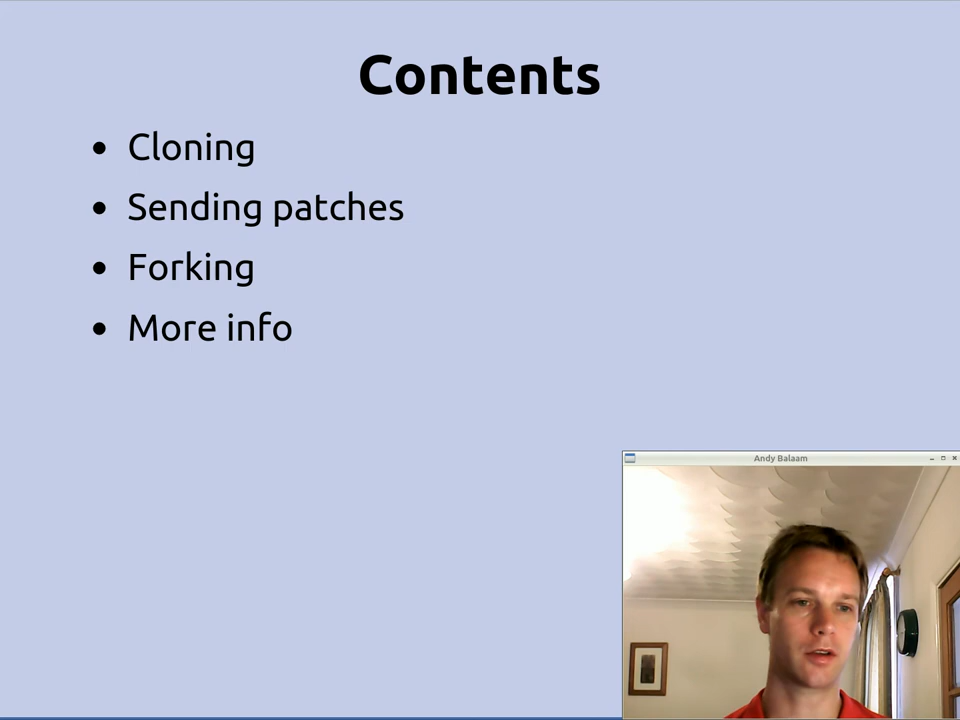 Contents
• Cloning
• Sending patches
• Forking
• More info
Andy Balaam